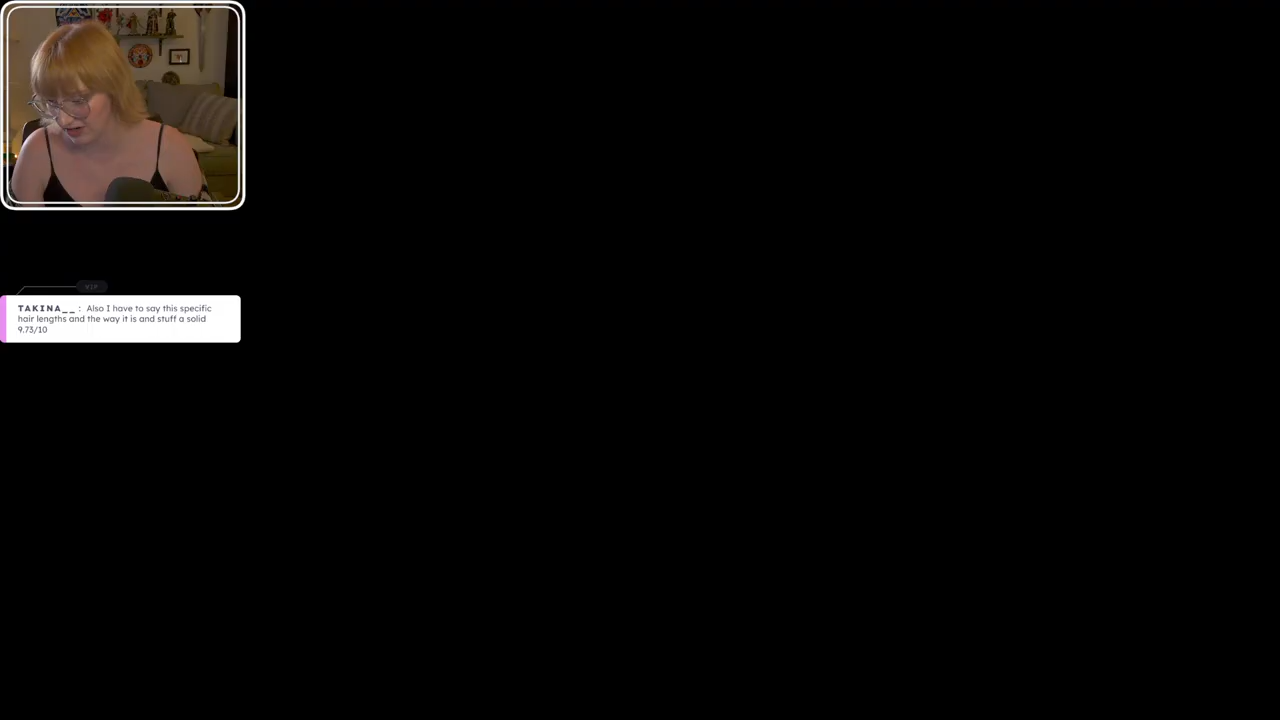 VIP
TAKINA__ : Also I have to say this specific
hair lengths and the way it is and stuff a solid
9.73/10